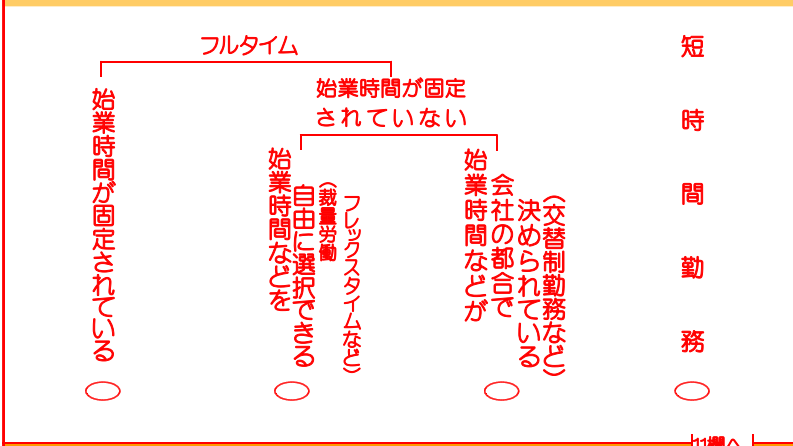 フルタイム
始業時間が固定されている
始業時間が固定
されていない
始業時間などを
自由に選択できる
（裁量労働
フレックスタイムなど）
始業時間などが
会社の都合で
決められている
（交替制勤務など）
短時間勤務
11欄へ